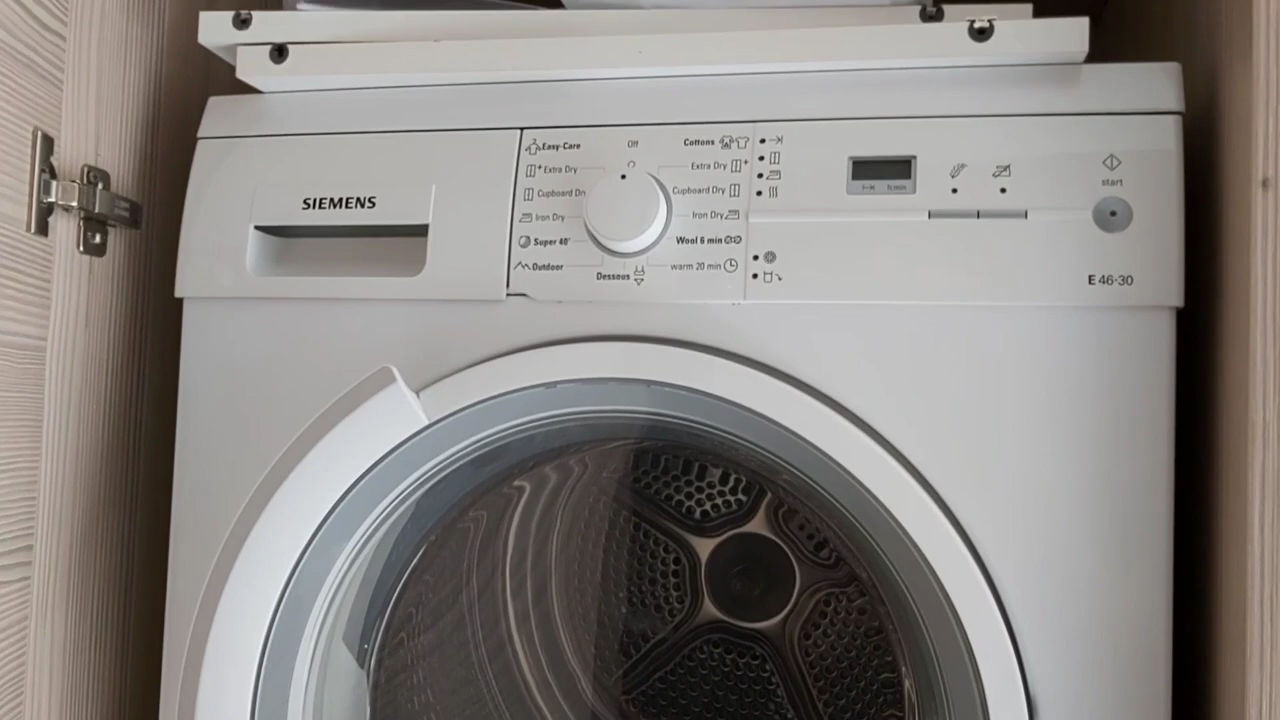 SIEMENS
Easy-Care
Extra Dry
Cupboard Dry
Iron Dry
Super 40°
Outdoor
Off
Dessous
Cottons
Extra Dry
Cupboard Dry
Iron Dry
Wool 6 min
warm 20 min
h:min
start
E 46-30